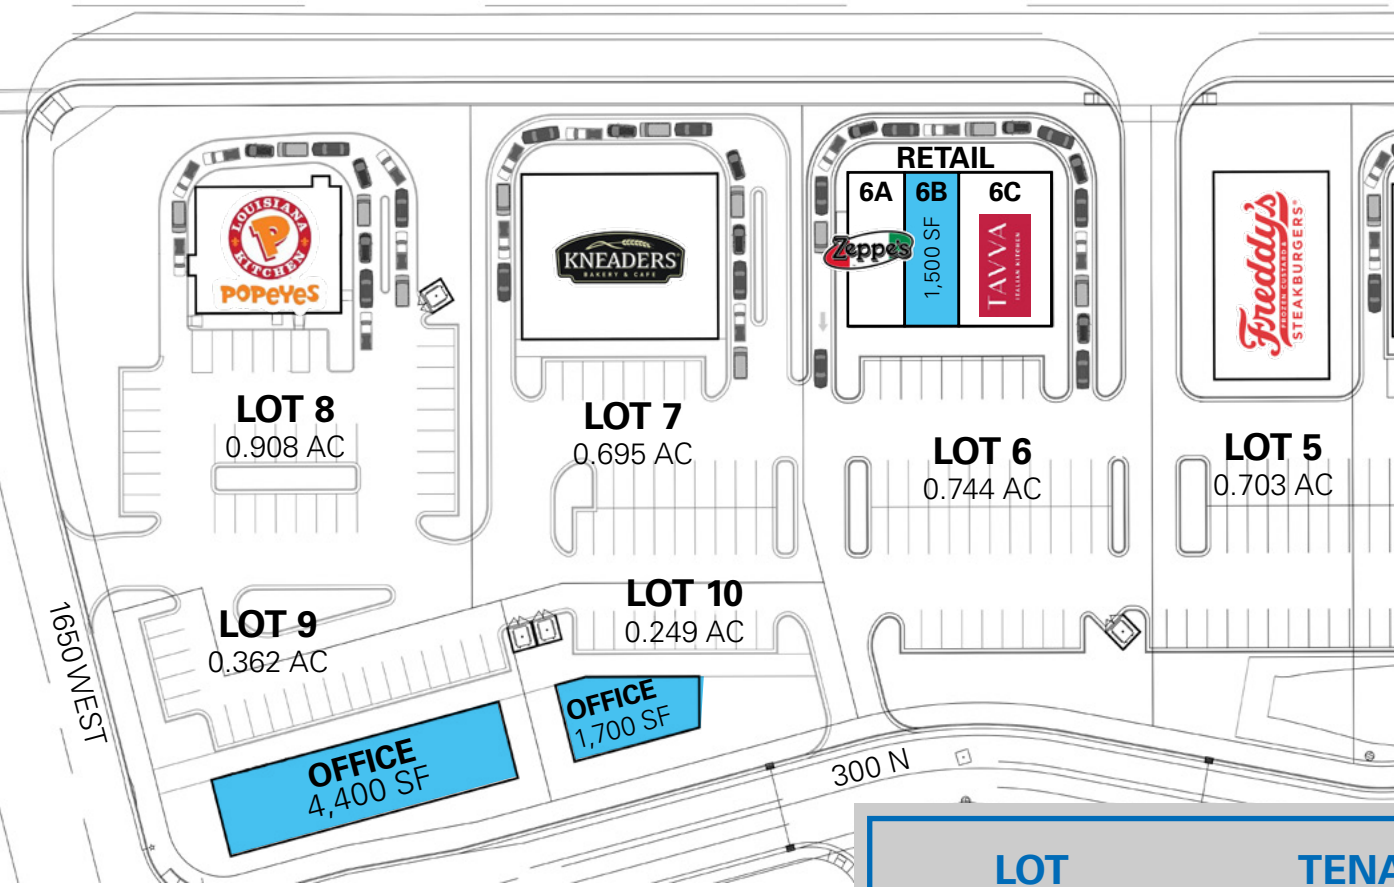 RETAIL
6A
6B
6C
1,500 SF
LOUISIANA
KITCHEN
POPEYES
KNEADERS®
BAKERY & CAFE
Zeppe's
TAVVA
ITALIAN KITCHEN
Freddy's
FROZEN CUSTARD &
STEAKBURGERS®
LOT 8
0.908 AC
LOT 7
0.695 AC
LOT 6
0.744 AC
LOT 5
0.703 AC
LOT 9
0.362 AC
LOT 10
0.249 AC
1650 WEST
OFFICE
4,400 SF
OFFICE
1,700 SF
300 N
LOT
TENA